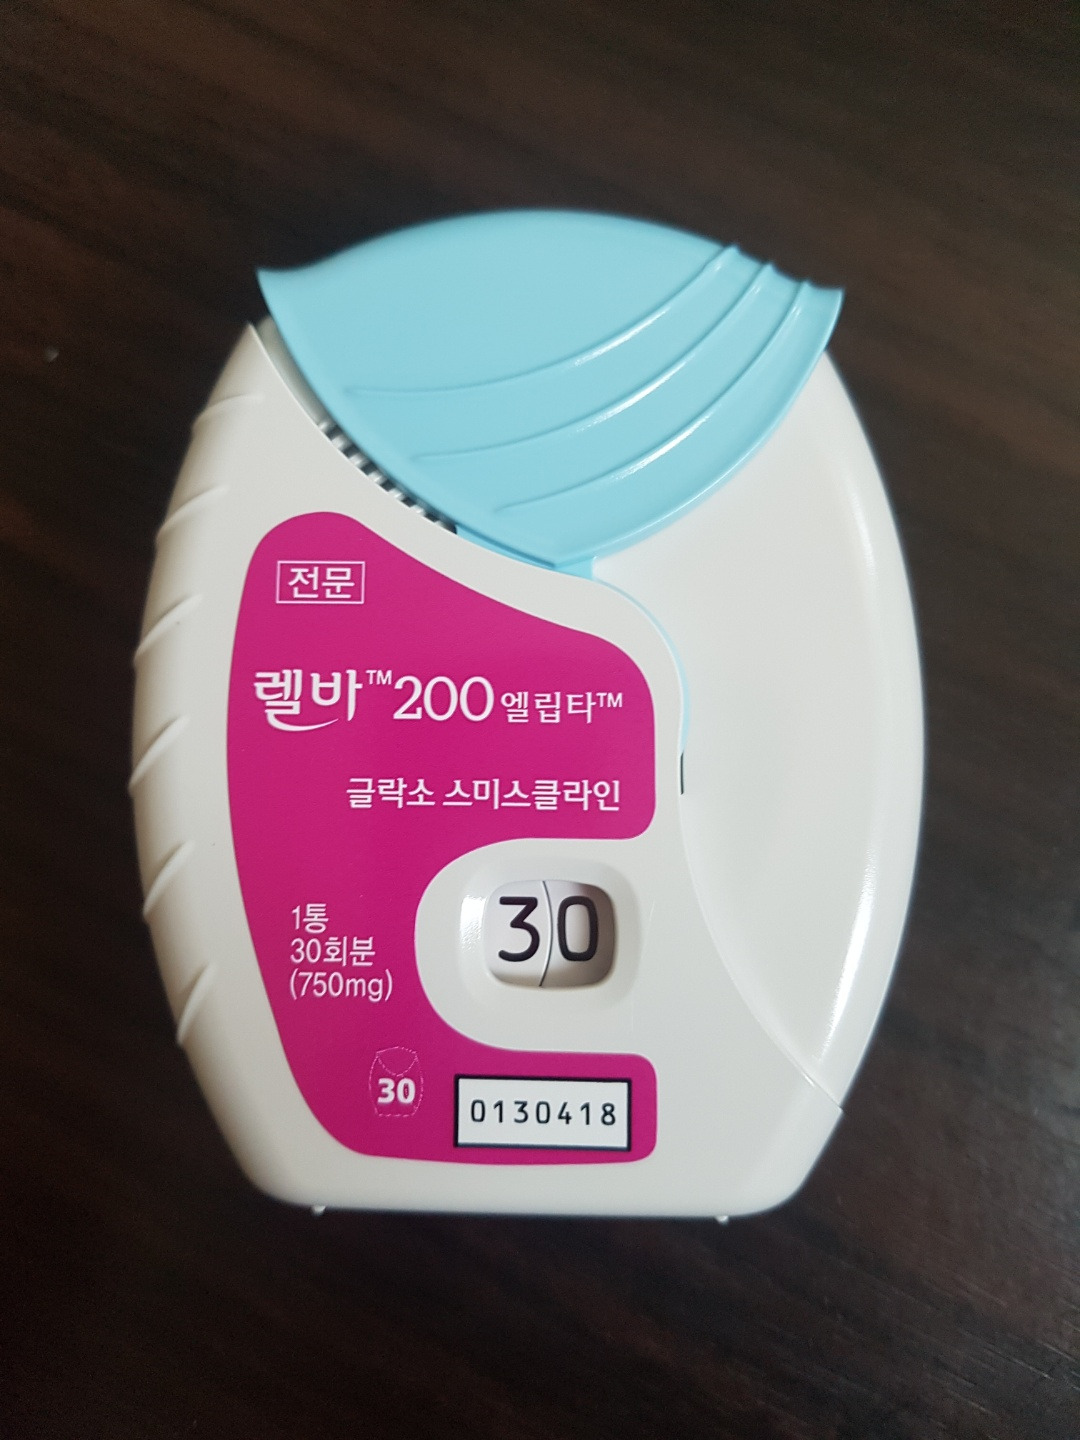 전문
렐바™200 엘립타™
글락소 스미스클라인
30
1통
30회분
(750mg)
30
0130418